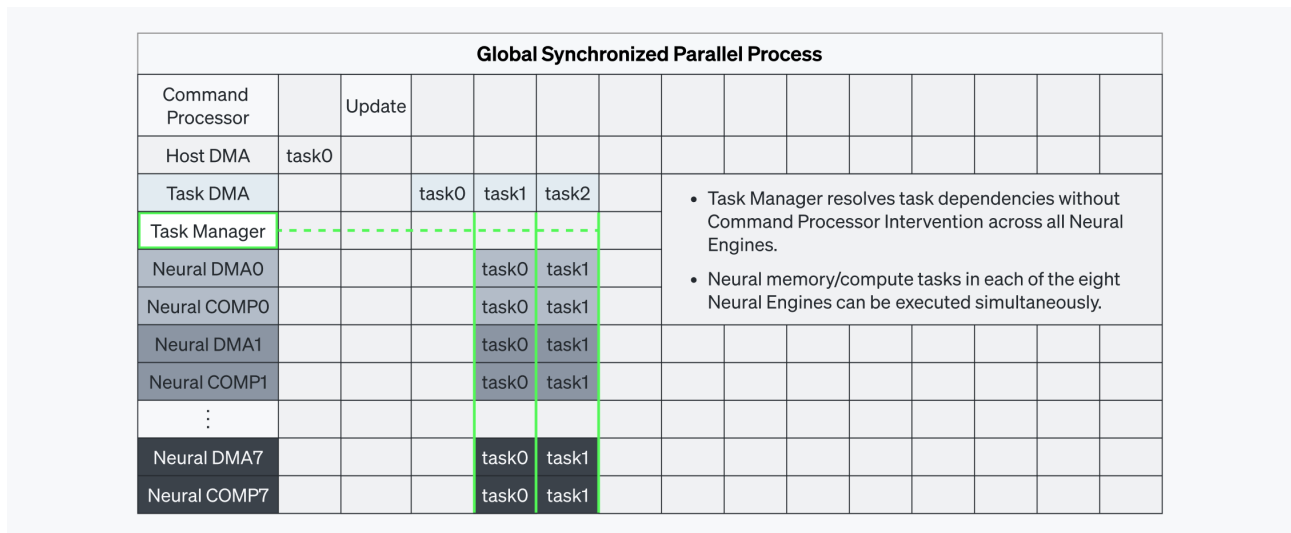 Global Synchronized Parallel Process
Command
Processor
Update
Host DMA task0
Task DMA task0 task1 task2
Task Manager
Neural DMA0 task0 task1
Neural COMP0 task0 task1
Neural DMA1 task0 task1
Neural COMP1 task0 task1
⋮
Neural DMA7 task0 task1
Neural COMP7 task0 task1
• Task Manager resolves task dependencies without
Command Processor Intervention across all Neural
Engines.
• Neural memory/compute tasks in each of the eight
Neural Engines can be executed simultaneously.